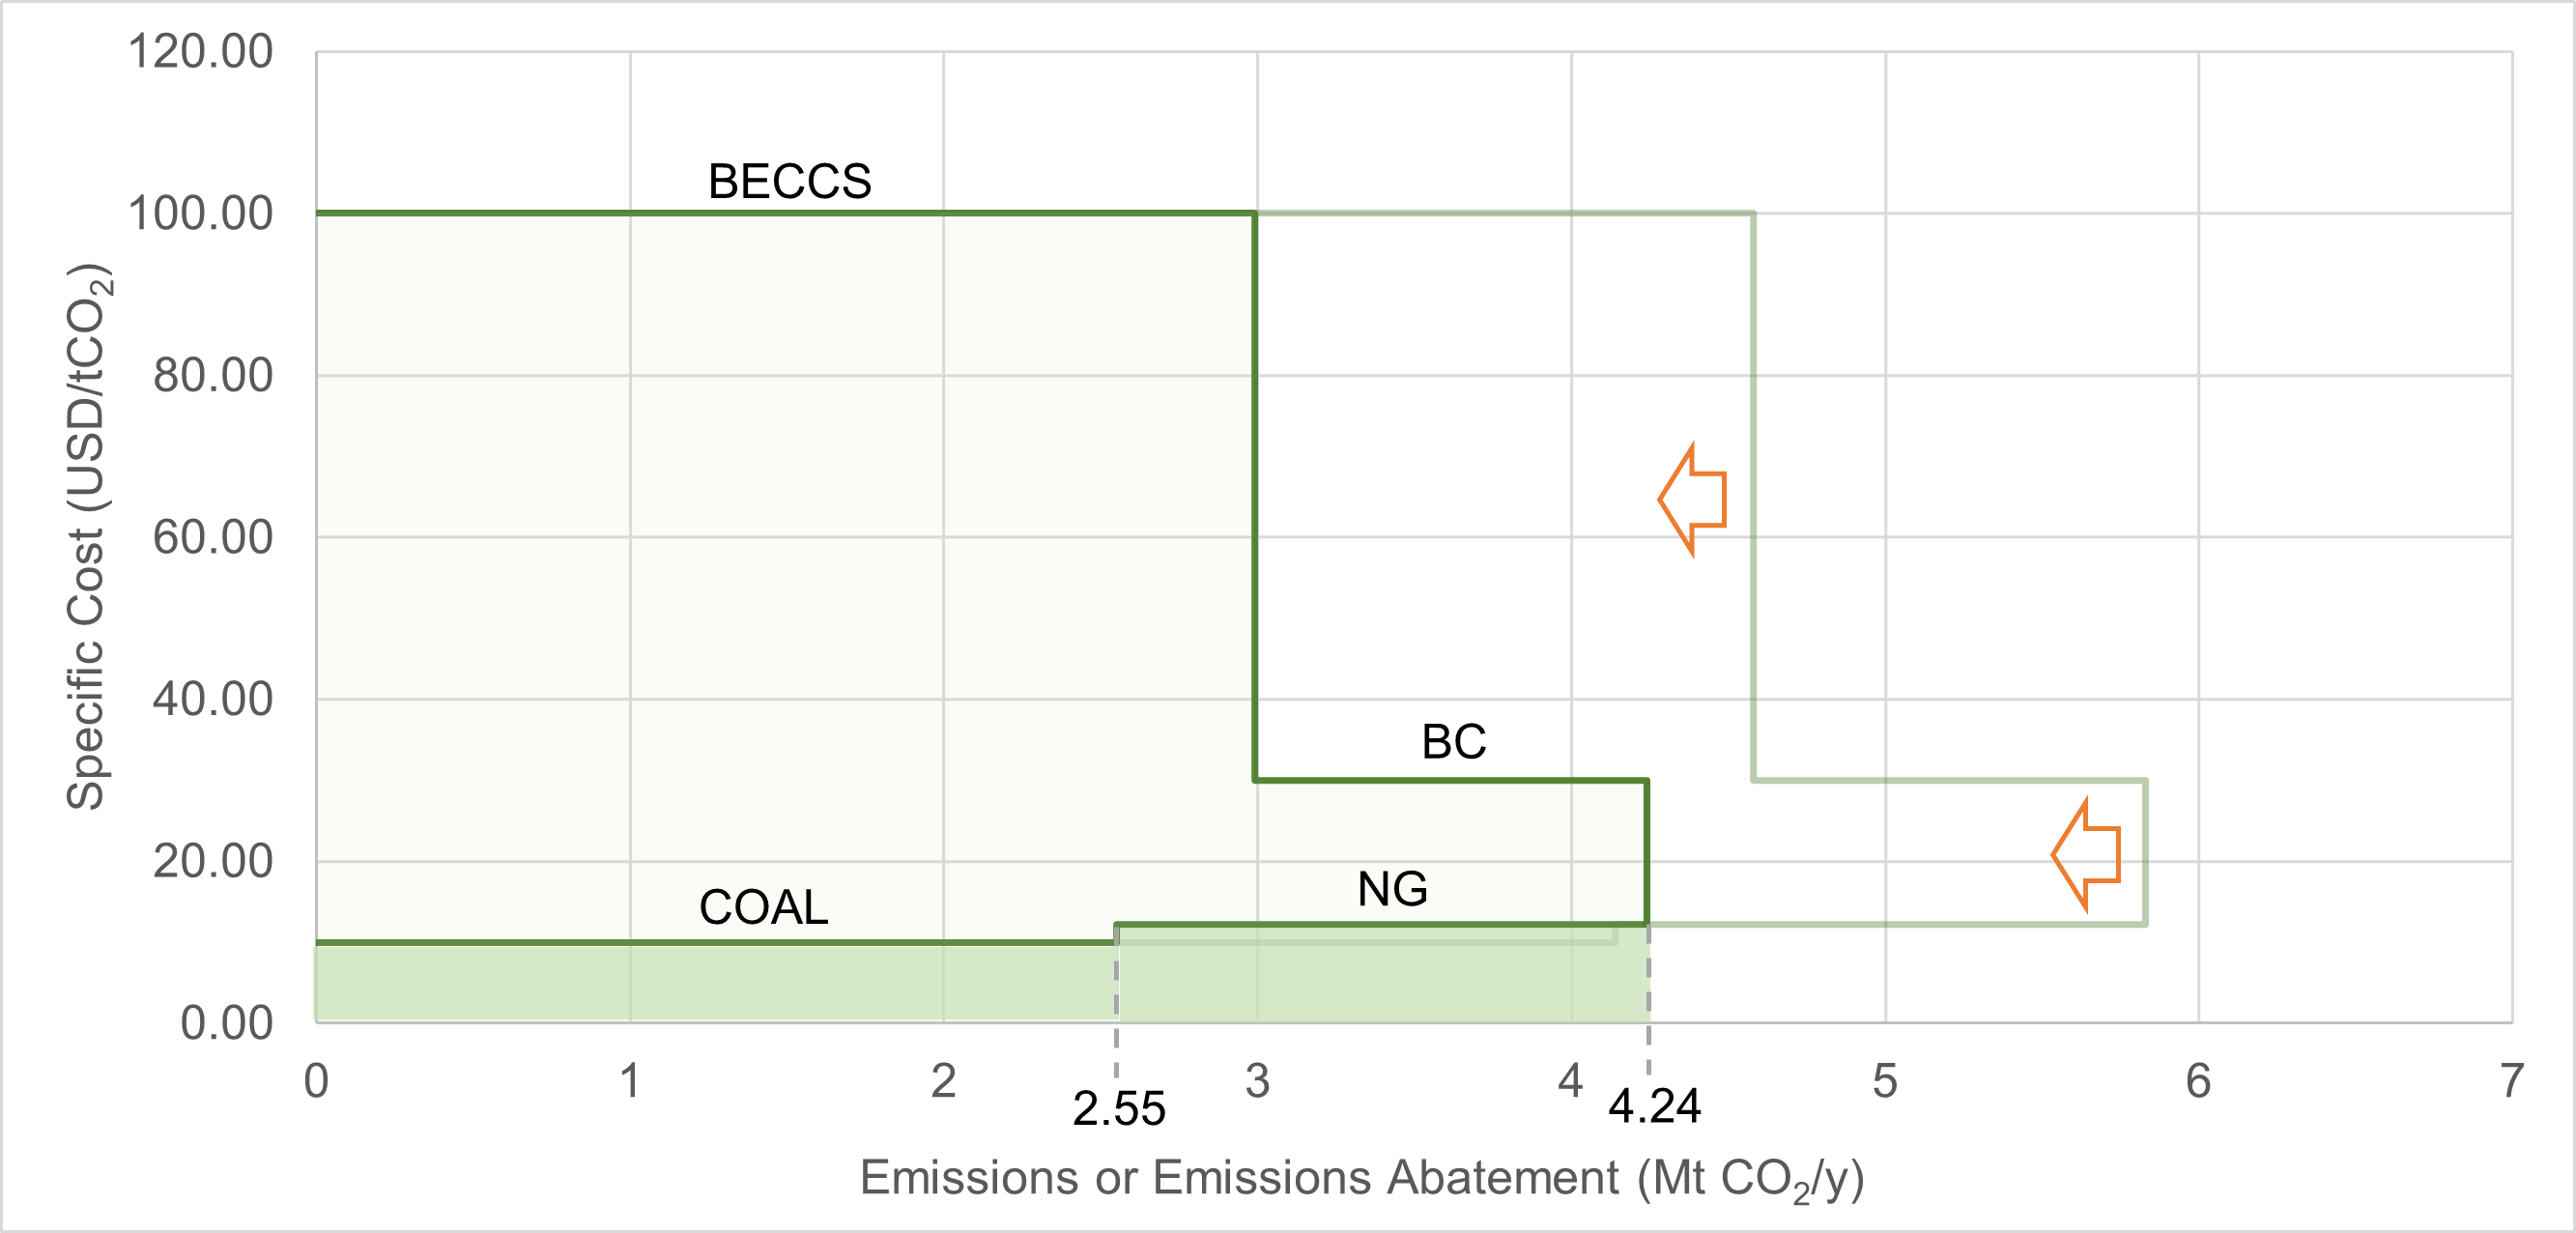 120.00
100.00
80.00
60.00
40.00
20.00
0.00
Specific Cost (USD/tCO₂)
BECCS
BC
NG
COAL
0 1 2 3 4 5 6 7
2.55 4.24
Emissions or Emissions Abatement (Mt CO₂/y)